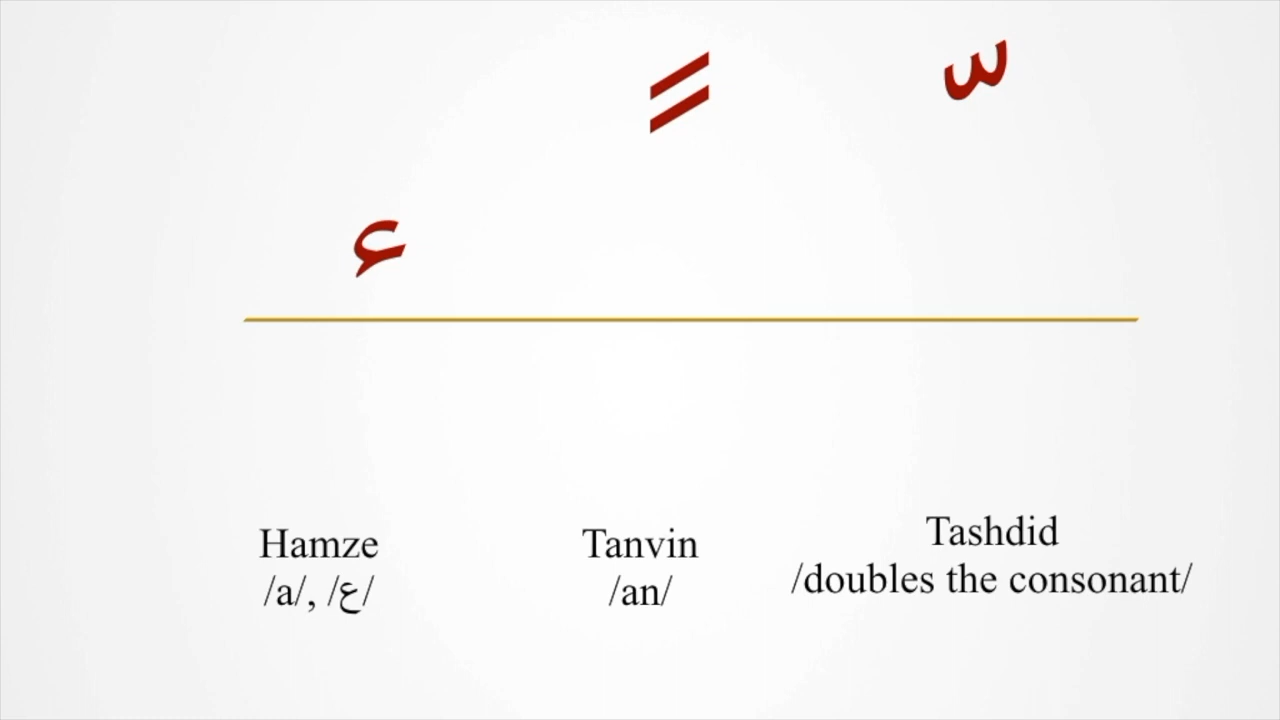 ء ً ّ
Hamze
/a/, /ع/
Tanvin
/an/
Tashdid
/doubles the consonant/